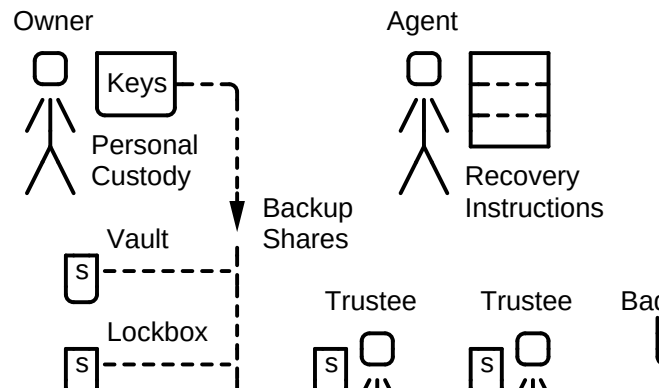 Owner
Agent
Keys
Personal
Custody
Recovery
Instructions
Backup
Shares
Vault
s
Trustee
Trustee
Lockbox
s
s
s